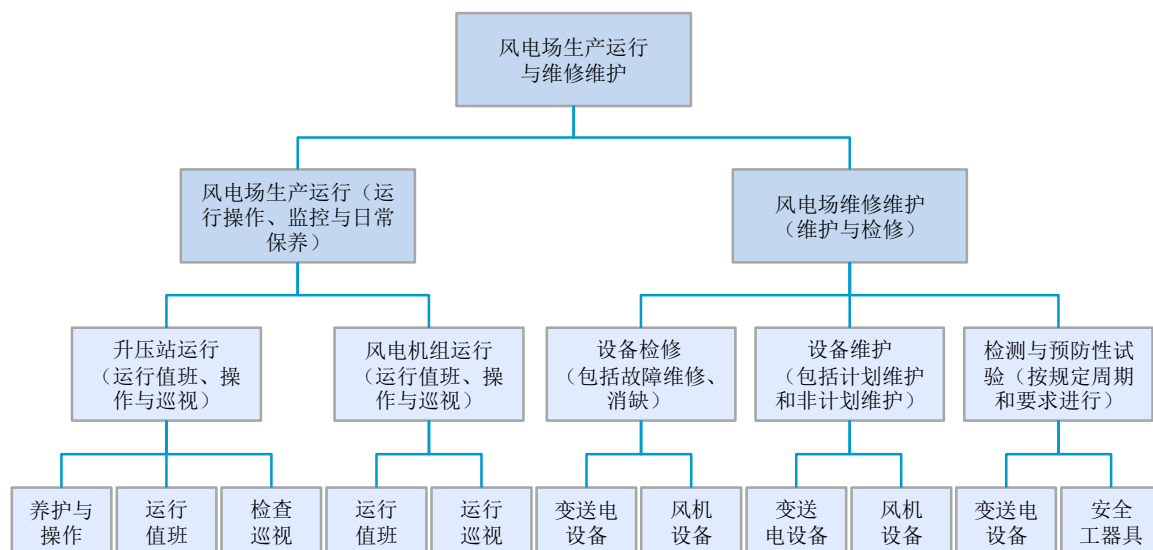 风电场生产运行
与维修维护
风电场生产运行（运
行操作、监控与日常
保养）
风电场维修维护
（维护与检修）
升压站运行
（运行值班、操
作与巡视）
风电机组运行
（运行值班、操
作与巡视）
设备检修
（包括故障维修、
消缺）
设备维护
（包括计划维护
和非计划维护）
检测与预防性试
验（按规定周期
和要求进行）
养护与
操作
运行
值班
检查
巡视
运行
值班
运行
巡视
变送电
设备
风机
设备
变送
电设备
风机
设备
变送电
设备
安全
工器具